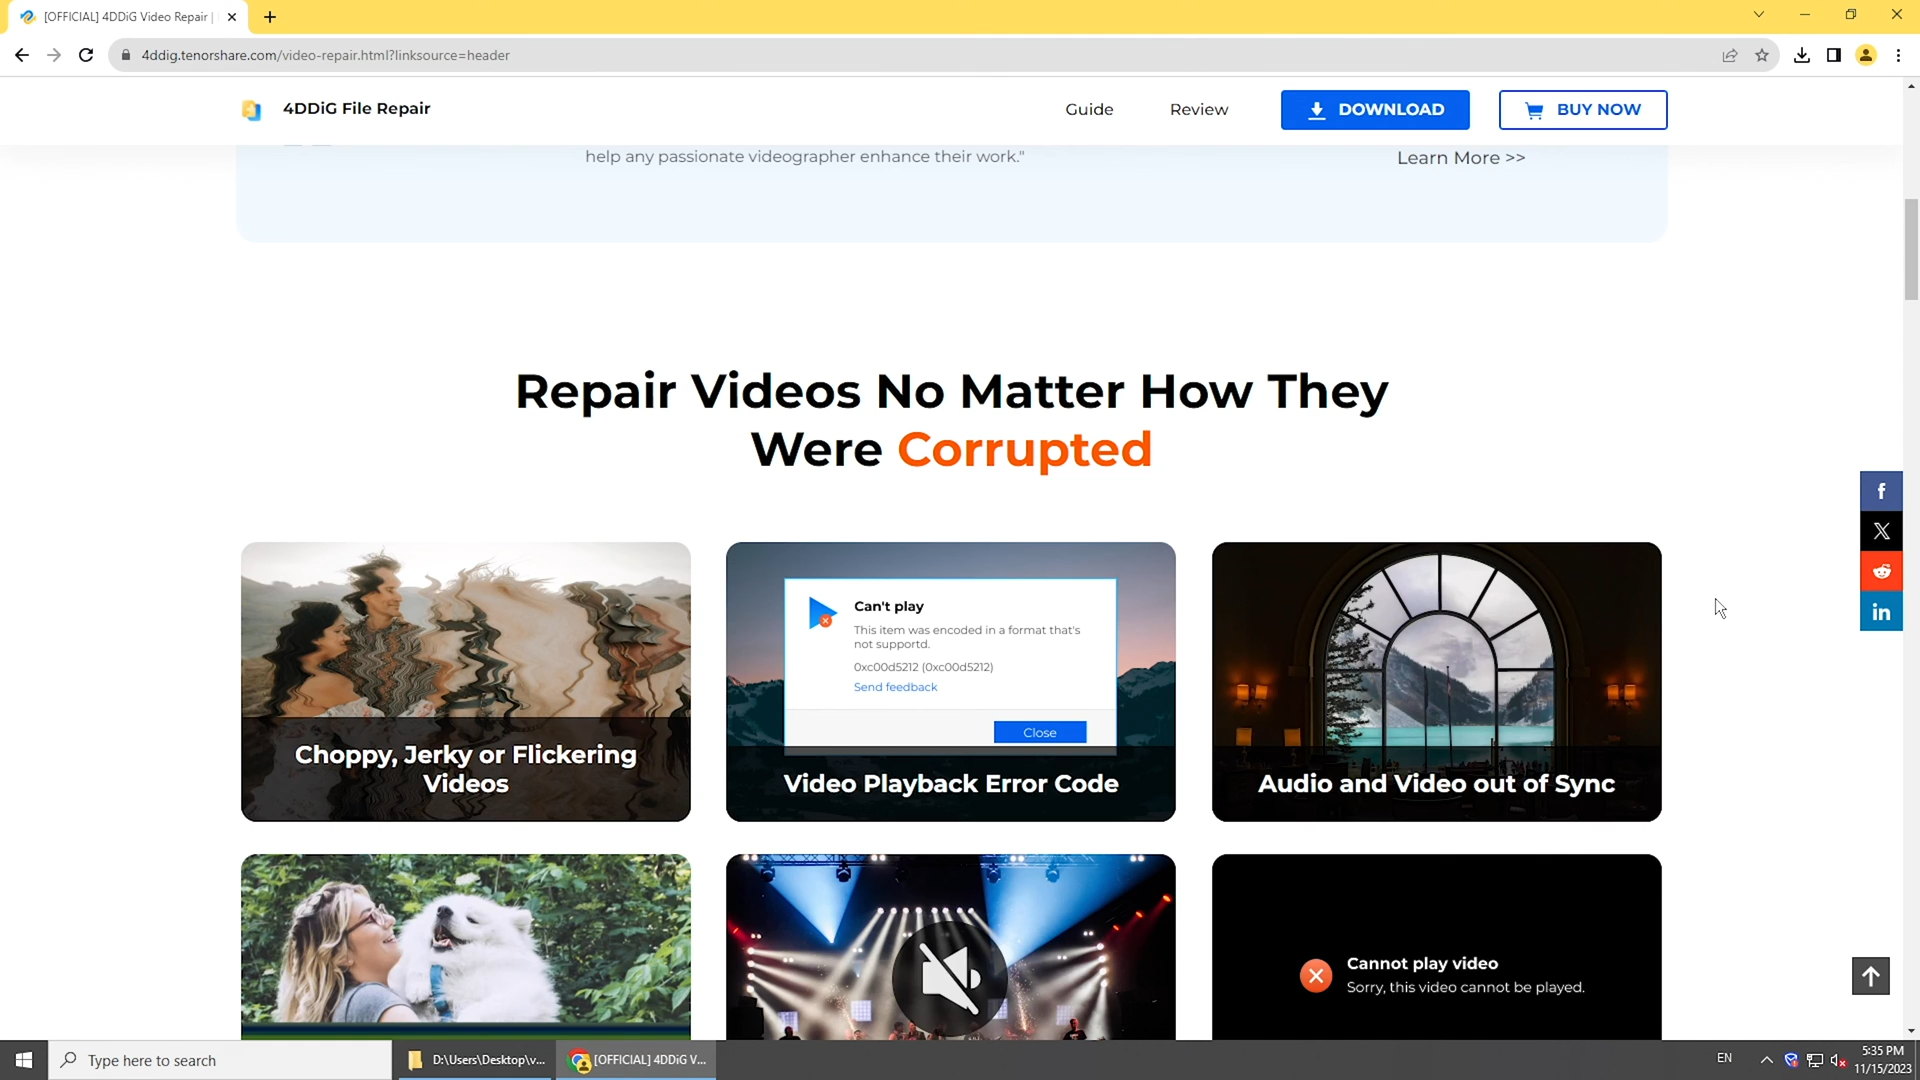 [OFFICIAL] 4DDiG Video Repair |
4ddig.tenorshare.com/video-repair.html?linksource=header
4DDiG File Repair
Guide
Review
DOWNLOAD
BUY NOW
help any passionate videographer enhance their work."
Learn More >>
Repair Videos No Matter How They
Were Corrupted
Can't play
This item was encoded in a format that's
not supportd.
0xc00d5212 (0xc00d5212)
Send feedback
Close
Choppy, Jerky or Flickering
Videos
Video Playback Error Code
Audio and Video out of Sync
Cannot play video
Sorry, this video cannot be played.
f
X
in
Type here to search
D:\Users\Desktop\v...
[OFFICIAL] 4DDiG V...
EN
5:35 PM
11/15/2023